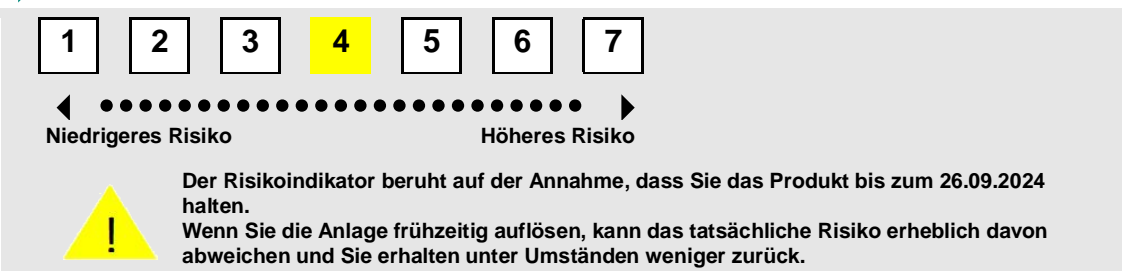 1 2 3 4 5 6 7
Niedrigeres Risiko Höheres Risiko
Der Risikoindikator beruht auf der Annahme, dass Sie das Produkt bis zum 26.09.2024
halten.
!
Wenn Sie die Anlage frühzeitig auflösen, kann das tatsächliche Risiko erheblich davon
abweichen und Sie erhalten unter Umständen weniger zurück.